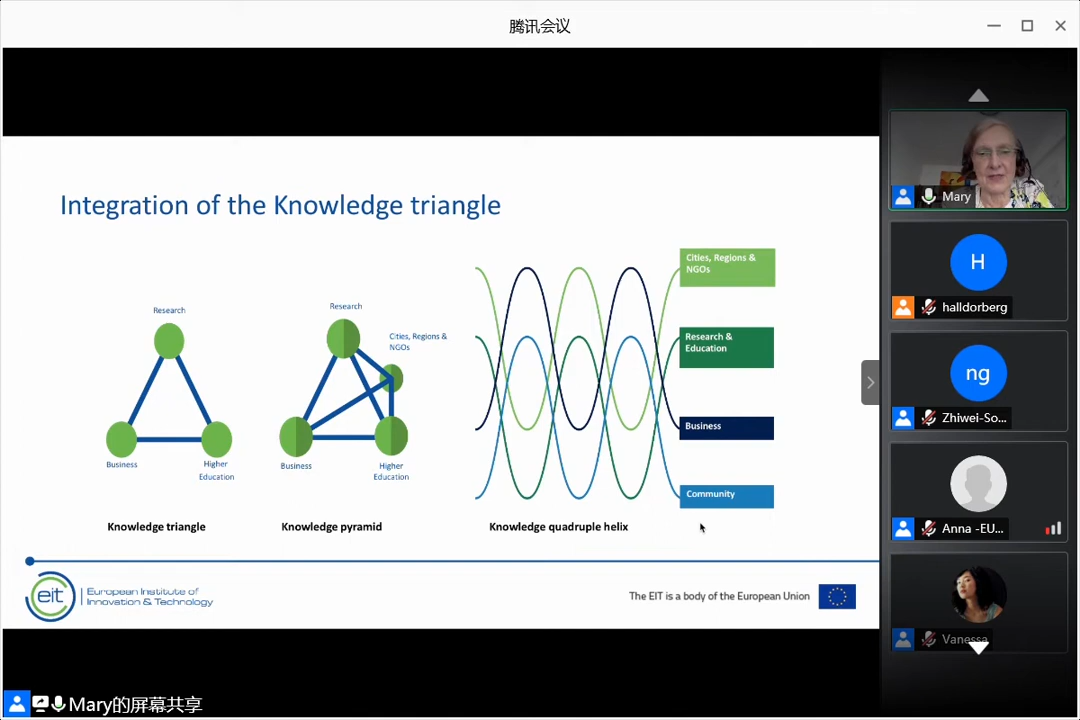 腾讯会议
Integration of the Knowledge triangle
Research
Business
Higher
Education
Knowledge triangle
Research
Cities, Regions &
NGOs
Business
Higher
Education
Knowledge pyramid
Cities, Regions &
NGOs
Research &
Education
Business
Community
Knowledge quadruple helix
eit
European Institute of
Innovation & Technology
The EIT is a body of the European Union
Mary
H
halldorberg
ng
Zhiwei-So...
Anna -EU...
Vanessa
Mary的屏幕共享